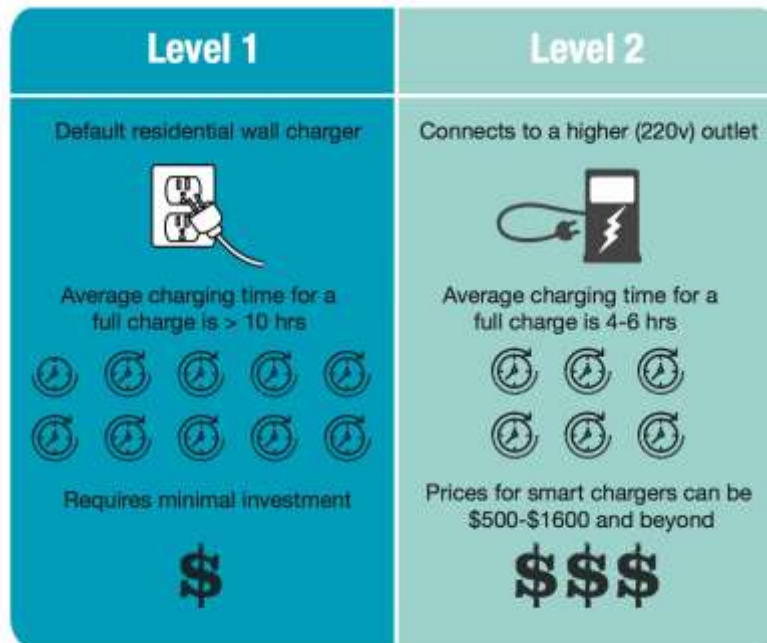 Level 1
Default residential wall charger
Average charging time for a
full charge is > 10 hrs
Requires minimal investment
$
Level 2
Connects to a higher (220v) outlet
Average charging time for a
full charge is 4-6 hrs
Prices for smart chargers can be
$500-$1600 and beyond
$$$